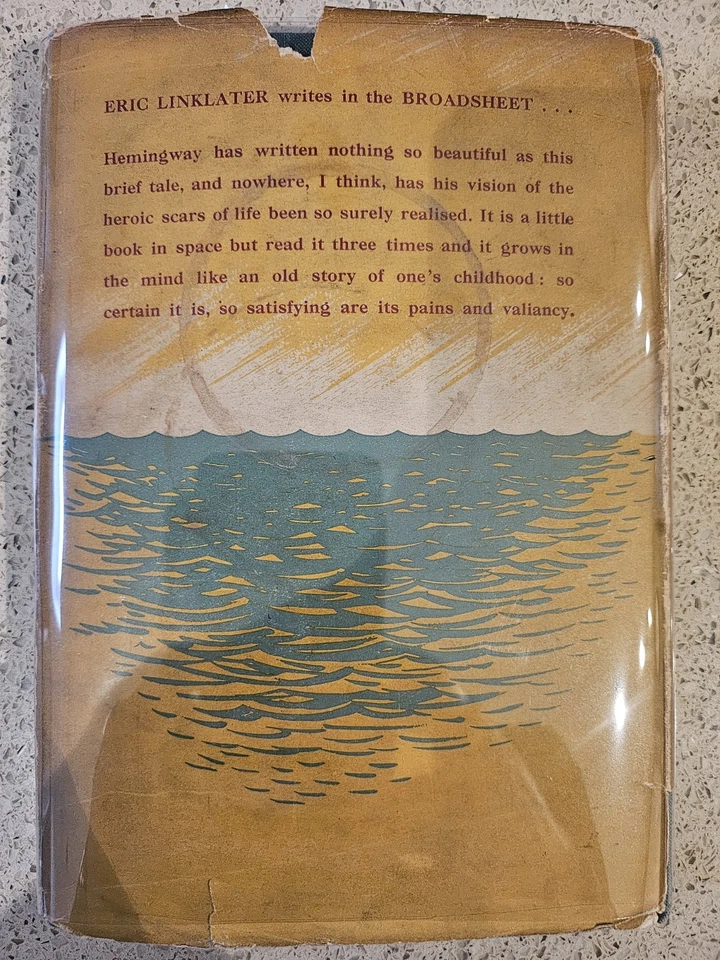 ERIC LINKLATER writes in the BROADSHEET . . .
Hemingway has written nothing so beautiful as this
brief tale, and nowhere, I think, has his vision of the
heroic scars of life been so surely realised. It is a little
book in space but read it three times and it grows in
the mind like an old story of one's childhood : so
certain it is, so satisfying are its pains and valiancy.